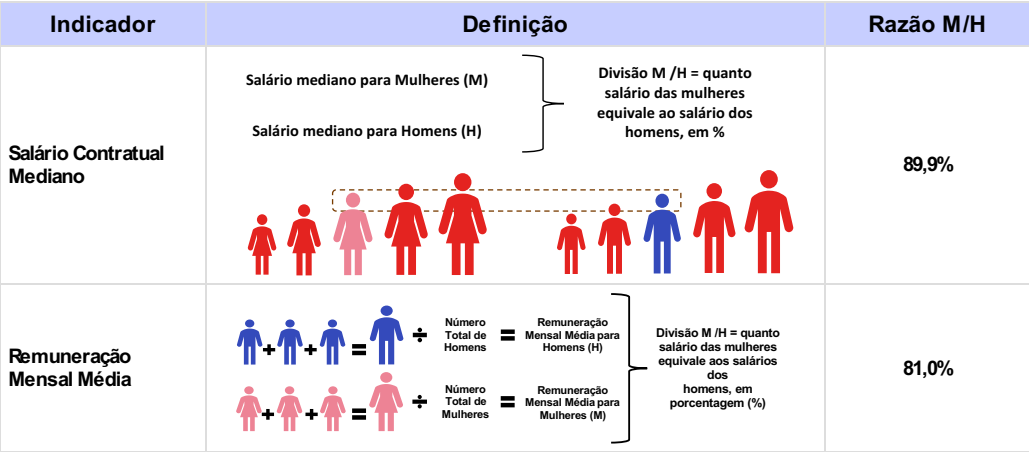 Indicador
Definição
Razão M/H
Salário Contratual
Mediano
Salário mediano para Mulheres (M)
Salário mediano para Homens (H)
Divisão M /H = quanto
salário das mulheres
equivale ao salário dos
homens, em %
89,9%
Remuneração
Mensal Média
+ + = ÷
Número
Total de
Homens
=
Remuneração
Mensal Média para
Homens (H)
+ + = ÷
Número
Total de
Mulheres
=
Remuneração
Mensal Média para
Mulheres (M)
Divisão M /H = quanto
salário das mulheres
equivale aos salários
dos
homens, em
porcentagem (%)
81,0%